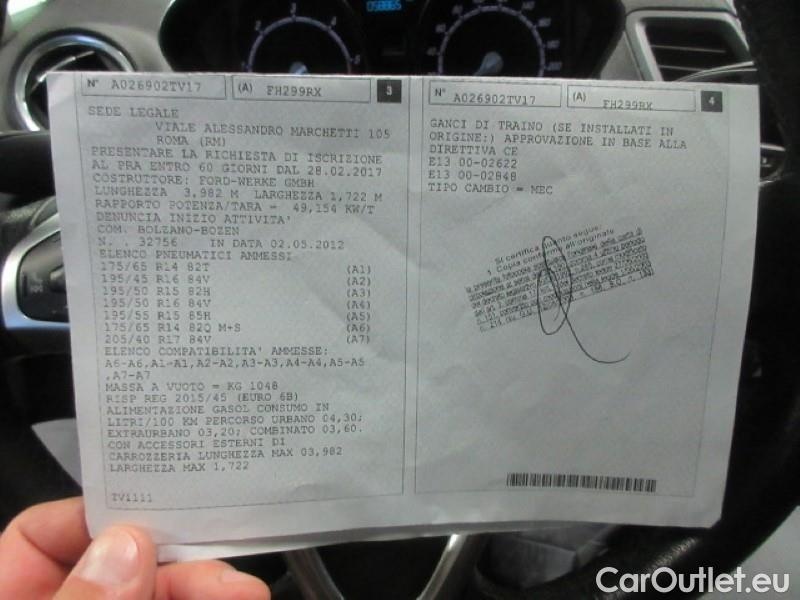 N° A026902TV17 (A) FH299RX 3
SEDE LEGALE
VIALE ALESSANDRO MARCHETTI 105
ROMA (RM)
PRESENTARE LA RICHIESTA DI ISCRIZIONE
AL PRA ENTRO 60 GIORNI DAL 28.02.2017
COSTRUTTORE: FORD-WERKE GMBH
LUNGHEZZA 3,982 M LARGHEZZA 1,722 M
RAPPORTO POTENZA/TARA = 49,154 KW/T
DENUNCIA INIZIO ATTIVITA'
COM. BOLZANO-BOZEN
N. . 32756 IN DATA 02.05.2012
ELENCO PNEUMATICI AMMESSI
175/65 R14 82T (A1)
195/45 R16 84V (A2)
195/50 R15 82H (A3)
195/50 R16 84V (A4)
195/55 R15 85H (A5)
175/65 R14 82Q M+S (A6)
205/40 R17 84V (A7)
ELENCO COMPATIBILITA' AMMESSE:
A6-A6,A1-A1,A2-A2,A3-A3,A4-A4,A5-A5
,A7-A7
MASSA A VUOTO = KG 1048
RISP REG 2015/45 (EURO 6B)
ALIMENTAZIONE GASOL CONSUMO IN
LITRI/100 KM PERCORSO URBANO 04,30;
EXTRAURBANO 03,20; COMBINATO 03,60.
CON ACCESSORI ESTERNI DI
CARROZZERIA LUNGHEZZA MAX 03,982
LARGHEZZA MAX 1,722
TV1111
N° A026902TV17 (A) FH299RX 4
GANCI DI TRAINO (SE INSTALLATI IN
ORIGINE:) APPROVAZIONE IN BASE ALLA
DIRETTIVA CE
E13 00-02622
E13 00-02848
TIPO CAMBIO = MEC
Si certifica quanto segue:
1. Copia conforme all'originale
CarOutlet.eu